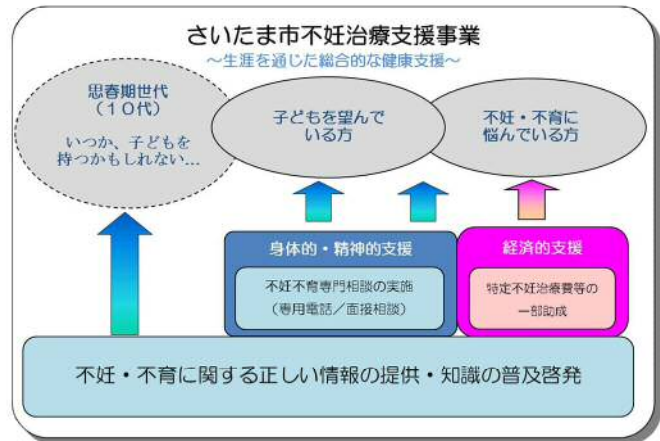 さいたま市不妊治療支援事業
～生涯を通じた総合的な健康支援～
思春期世代
（１０代）
いつか、子どもを
持つかもしれない…
子どもを望んで
いる方
不妊・不育に
悩んでいる方
身体的・精神的支援
不妊不育専門相談の実施
（専用電話／面接相談）
経済的支援
特定不妊治療費等の
一部助成
不妊・不育に関する正しい情報の提供・知識の普及啓発